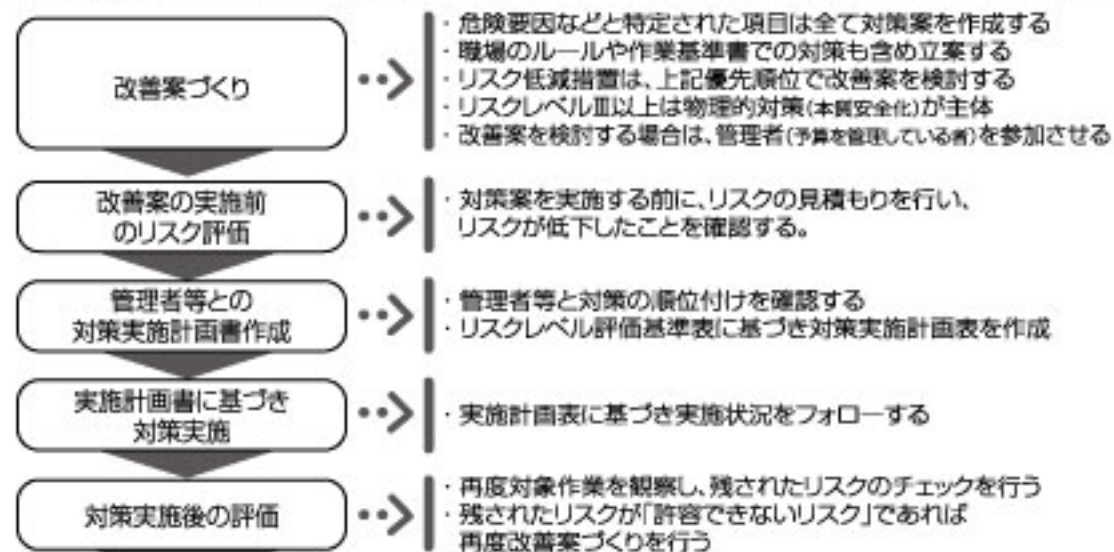 改善案づくり
・危険要因などと特定された項目は全て対策案を作成する
・職場のルールや作業基準書での対策も含め立案する
・リスク低減措置は、上記優先順位で改善案を検討する
・リスクレベルⅢ以上は物理的対策(本質安全化)が主体
・改善案を検討する場合は、管理者(予算を管理している者)を参加させる
改善案の実施前
のリスク評価
・対策案を実施する前に、リスクの見積もりを行い、
リスクが低下したことを確認する。
管理者等との
対策実施計画書作成
・管理者等と対策の順位付けを確認する
・リスクレベル評価基準表に基づき対策実施計画表を作成
実施計画書に基づき
対策実施
・実施計画表に基づき実施状況をフォローする
対策実施後の評価
・再度対象作業を観察し、残されたリスクのチェックを行う
・残されたリスクが「許容できないリスク」であれば
再度改善案づくりを行う